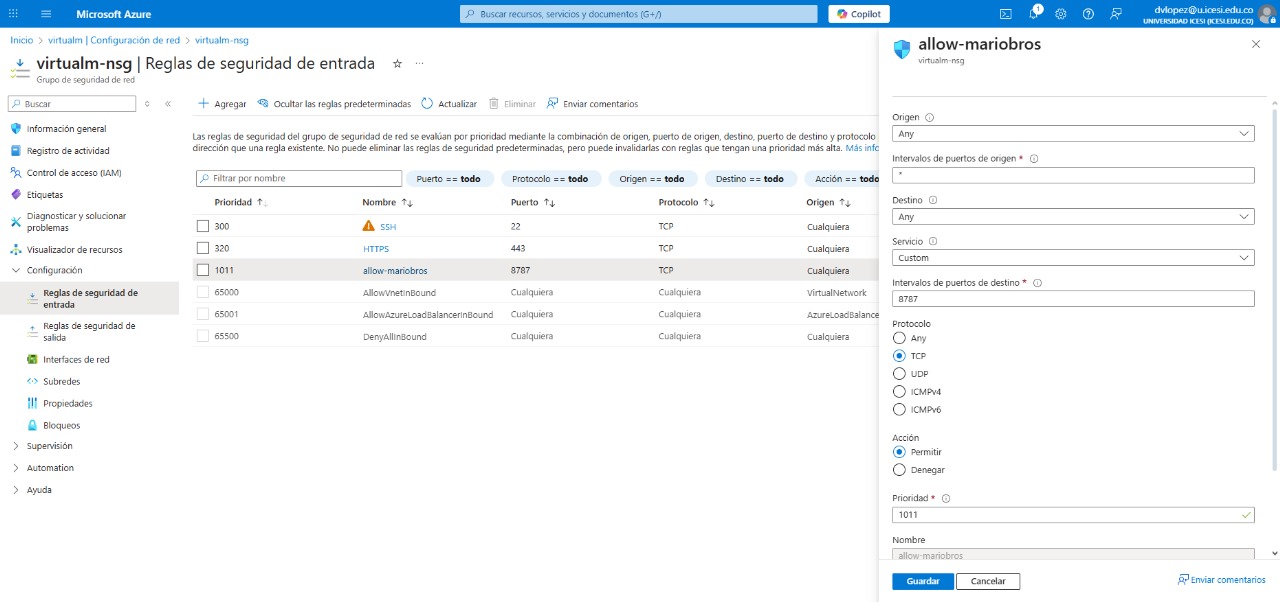 Microsoft Azure
Buscar recursos, servicios y documentos (G+/)
Copilot
1
dvlopez@u.icesi.edu.co
UNIVERSIDAD ICESI (ICESI.EDU.CO)
Inicio > virtualm | Configuración de red > virtualm-nsg
virtualm-nsg | Reglas de seguridad de entrada
Grupo de seguridad de red
Buscar
Información general
Registro de actividad
Control de acceso (IAM)
Etiquetas
Diagnosticar y solucionar
problemas
Visualizador de recursos
Configuración
Reglas de seguridad de
entrada
Reglas de seguridad de
salida
Interfaces de red
Subredes
Propiedades
Bloqueos
Supervisión
Automation
Ayuda
Agregar Ocultar las reglas predeterminadas Actualizar Eliminar Enviar comentarios
Las reglas de seguridad del grupo de seguridad de red se evalúan por prioridad mediante la combinación de origen, puerto de origen, destino, puerto de destino y protocolo
dirección que una regla existente. No puede eliminar las reglas de seguridad predeterminadas, pero puede invalidarlas con reglas que tengan una prioridad más alta. Más info
Filtrar por nombre Puerto == todo Protocolo == todo Origen == todo Destino == todo Acción == todo
Prioridad ↑↓ Nombre ↑↓ Puerto ↑↓ Protocolo ↑↓ Origen ↑↓
300 SSH 22 TCP Cualquiera
320 HTTPS 443 TCP Cualquiera
1011 allow-mariobros 8787 TCP Cualquiera
65000 AllowVnetInBound Cualquiera Cualquiera VirtualNetwork
65001 AllowAzureLoadBalancerInBound Cualquiera Cualquiera AzureLoadBalance
65500 DenyAllInBound Cualquiera Cualquiera Cualquiera
allow-mariobros
virtualm-nsg
Origen
Any
Intervalos de puertos de origen *
*
Destino
Any
Servicio
Custom
Intervalos de puertos de destino *
8787
Protocolo
Any
TCP
UDP
ICMPv4
ICMPv6
Acción
Permitir
Denegar
Prioridad *
1011
Nombre
allow-mariobros
Guardar Cancelar Enviar comentarios